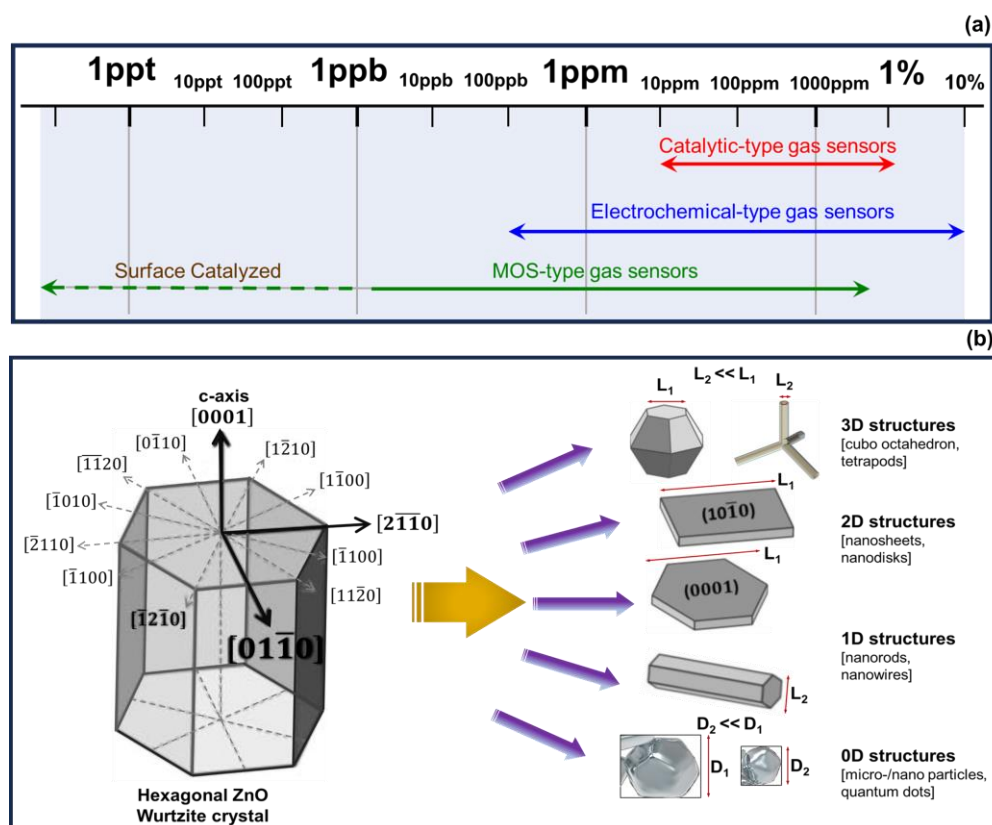 (a)
1ppt 10ppt 100ppt 1ppb 10ppb 100ppb 1ppm 10ppm 100ppm 1000ppm 1% 10%
Catalytic-type gas sensors
Electrochemical-type gas sensors
Surface Catalyzed
MOS-type gas sensors
(b)
c-axis
[0001]
[01̅10]
[1̅210]
[1̅1̅20]
[11̅00]
[1̅010]
[21̅1̅0]
[2̅110]
[1̅100]
[1̅100]
[112̅0]
[1̅21̅0]
[011̅0]
Hexagonal ZnO
Wurtzite crystal
L₂ << L₁
L₁
L₂
3D structures
[cubo octahedron,
tetrapods]
L₁
(101̅0)
2D structures
[nanosheets,
nanodisks]
L₁
(0001)
1D structures
[nanorods,
nanowires]
L₂
D₂ << D₁
D₁
D₂
0D structures
[micro-/nano particles,
quantum dots]